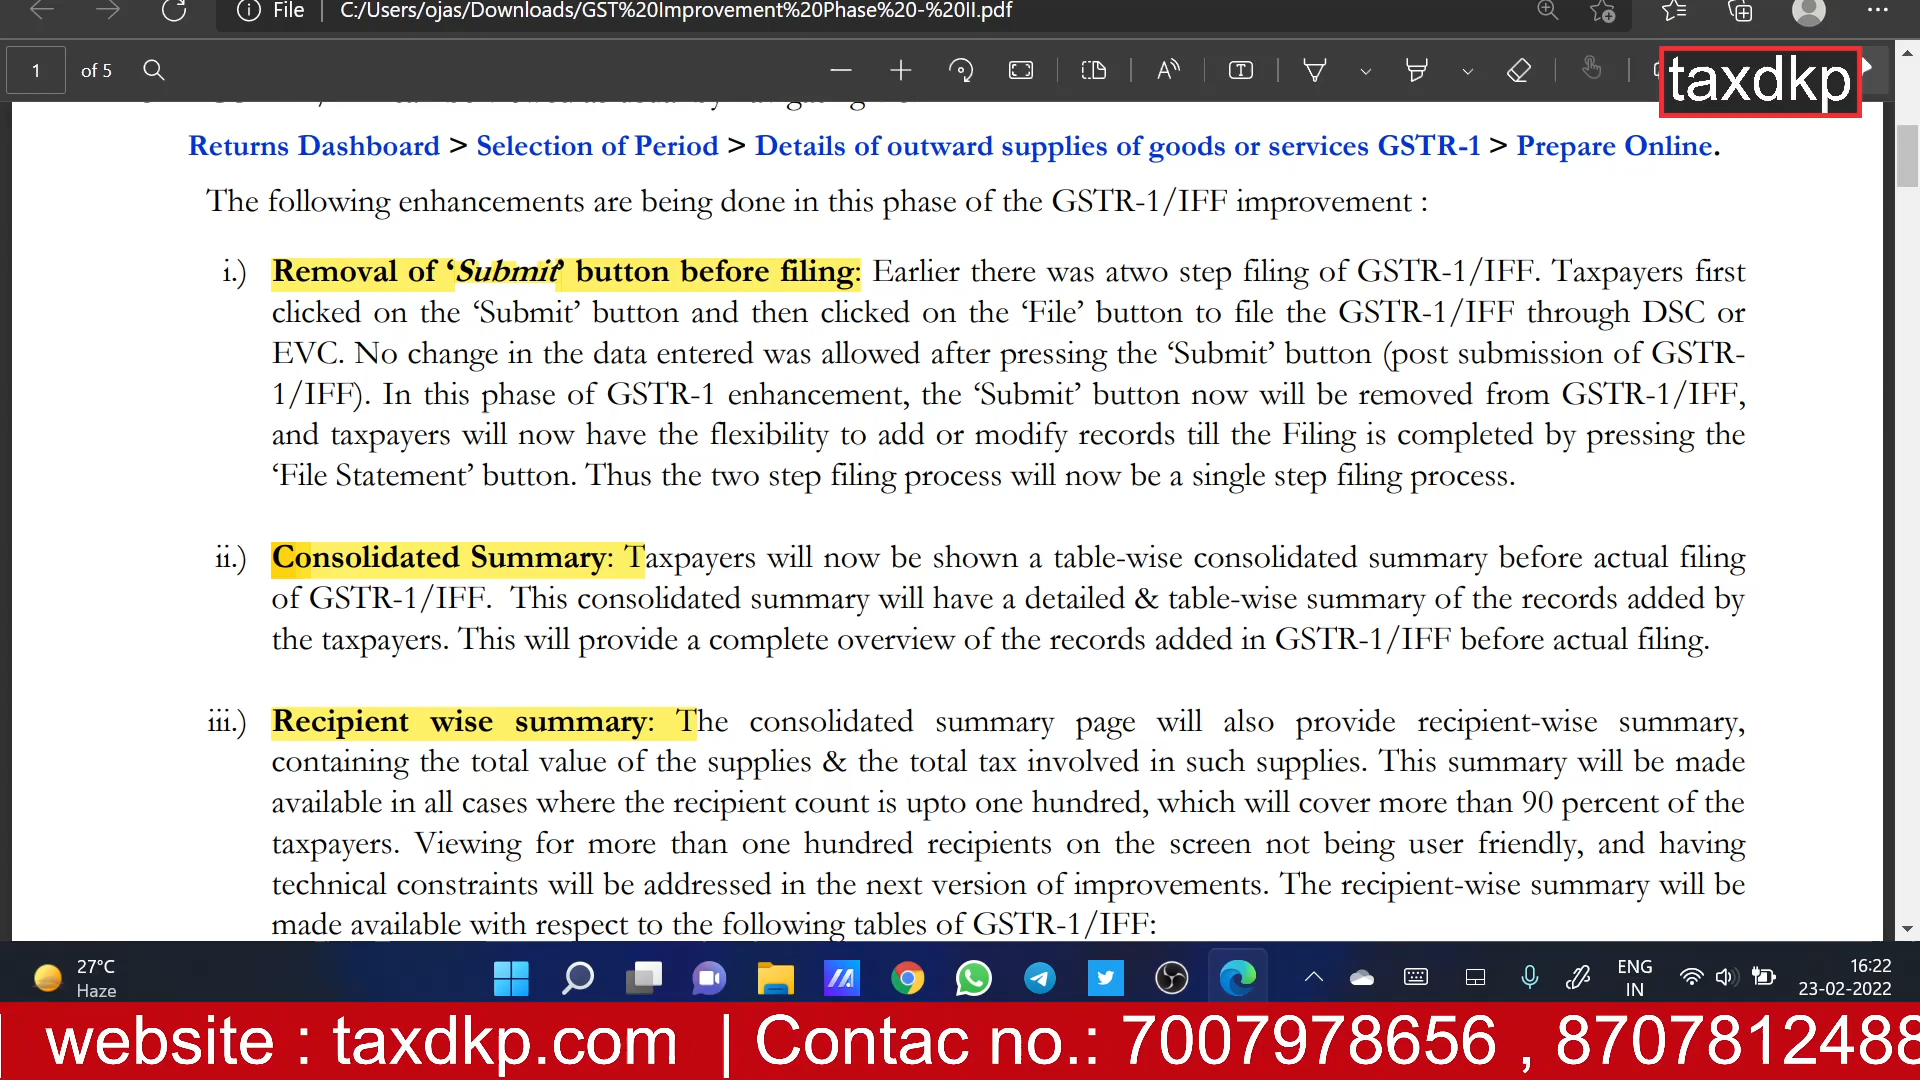 File
C:/Users/ojas/Downloads/GST%20Improvement%20Phase%20-%20II.pdf
1 of 5
taxdkp
Returns Dashboard > Selection of Period > Details of outward supplies of goods or services GSTR-1 > Prepare Online.
The following enhancements are being done in this phase of the GSTR-1/IFF improvement :
i.) Removal of ‘Submit’ button before filing: Earlier there was atwo step filing of GSTR-1/IFF. Taxpayers first
clicked on the ‘Submit’ button and then clicked on the ‘File’ button to file the GSTR-1/IFF through DSC or
EVC. No change in the data entered was allowed after pressing the ‘Submit’ button (post submission of GSTR-
1/IFF). In this phase of GSTR-1 enhancement, the ‘Submit’ button now will be removed from GSTR-1/IFF,
and taxpayers will now have the flexibility to add or modify records till the Filing is completed by pressing the
‘File Statement’ button. Thus the two step filing process will now be a single step filing process.
ii.) Consolidated Summary: Taxpayers will now be shown a table-wise consolidated summary before actual filing
of GSTR-1/IFF. This consolidated summary will have a detailed & table-wise summary of the records added by
the taxpayers. This will provide a complete overview of the records added in GSTR-1/IFF before actual filing.
iii.) Recipient wise summary: The consolidated summary page will also provide recipient-wise summary,
containing the total value of the supplies & the total tax involved in such supplies. This summary will be made
available in all cases where the recipient count is upto one hundred, which will cover more than 90 percent of the
taxpayers. Viewing for more than one hundred recipients on the screen not being user friendly, and having
technical constraints will be addressed in the next version of improvements. The recipient-wise summary will be
made available with respect to the following tables of GSTR-1/IFF:
27°C
Haze
ENG
IN
16:22
23-02-2022
| website : taxdkp.com | Contac no.: 7007978656 , 8707812488